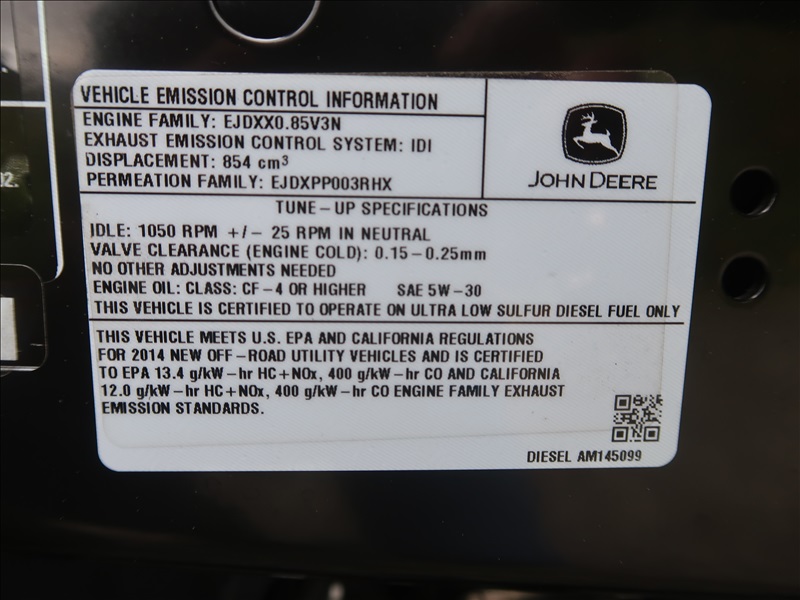 VEHICLE EMISSION CONTROL INFORMATION
ENGINE FAMILY: EJDXX0.85V3N
EXHAUST EMISSION CONTROL SYSTEM: IDI
DISPLACEMENT: 854 cm³
PERMEATION FAMILY: EJDXPP003RHX
JOHN DEERE
TUNE-UP SPECIFICATIONS
IDLE: 1050 RPM +/- 25 RPM IN NEUTRAL
VALVE CLEARANCE (ENGINE COLD): 0.15-0.25mm
NO OTHER ADJUSTMENTS NEEDED
ENGINE OIL: CLASS: CF-4 OR HIGHER SAE 5W-30
THIS VEHICLE IS CERTIFIED TO OPERATE ON ULTRA LOW SULFUR DIESEL FUEL ONLY
THIS VEHICLE MEETS U.S. EPA AND CALIFORNIA REGULATIONS
FOR 2014 NEW OFF-ROAD UTILITY VEHICLES AND IS CERTIFIED
TO EPA 13.4 g/kW-hr HC+NOx, 400 g/kW-hr CO AND CALIFORNIA
12.0 g/kW-hr HC+NOx, 400 g/kW-hr CO ENGINE FAMILY EXHAUST
EMISSION STANDARDS.
DIESEL AM145099
02.